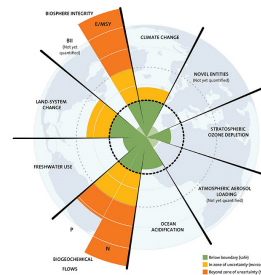 BIOSPHERE INTEGRITY
E/MSY
CLIMATE CHANGE
BII
(Not yet
quantified)
NOVEL ENTITIES
(Not yet quantified)
LAND-SYSTEM
CHANGE
STRATOSPHERIC
OZONE DEPLETION
FRESHWATER USE
ATMOSPHERIC AEROSOL
LOADING
(Not yet quantified)
P
N
OCEAN
ACIDIFICATION
BIOGEOCHEMICAL
FLOWS
Below boundary (safe)
In zone of uncertainty (increas
Beyond zone of uncertainty (h